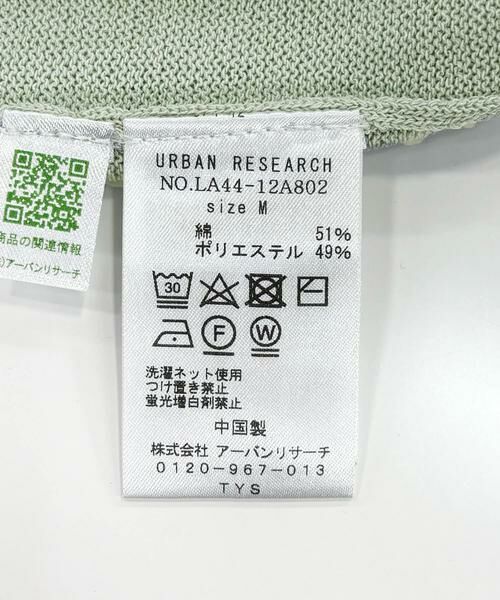 URBAN RESEARCH
NO.LA44-12A802
size M
綿 51%
ポリエステル 49%
30
F
W
洗濯ネット使用
つけ置き禁止
蛍光増白剤禁止
中国製
株式会社 アーバンリサーチ
0120-967-013
TYS
商品の関連情報
アーバンリサーチ